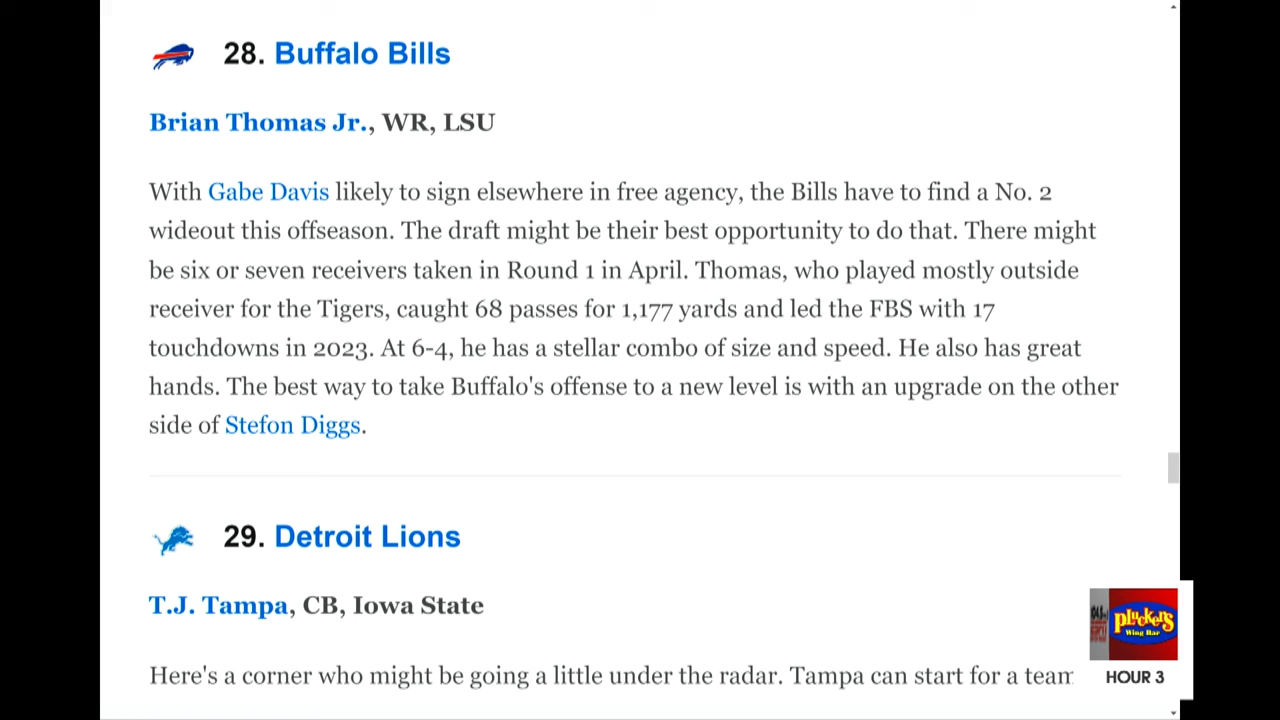 28. Buffalo Bills
Brian Thomas Jr., WR, LSU
With Gabe Davis likely to sign elsewhere in free agency, the Bills have to find a No. 2
wideout this offseason. The draft might be their best opportunity to do that. There might
be six or seven receivers taken in Round 1 in April. Thomas, who played mostly outside
receiver for the Tigers, caught 68 passes for 1,177 yards and led the FBS with 17
touchdowns in 2023. At 6-4, he has a stellar combo of size and speed. He also has great
hands. The best way to take Buffalo's offense to a new level is with an upgrade on the other
side of Stefon Diggs.
29. Detroit Lions
T.J. Tampa, CB, Iowa State
Here's a corner who might be going a little under the radar. Tampa can start for a team
Pluckers
Wing Bar
HOUR 3